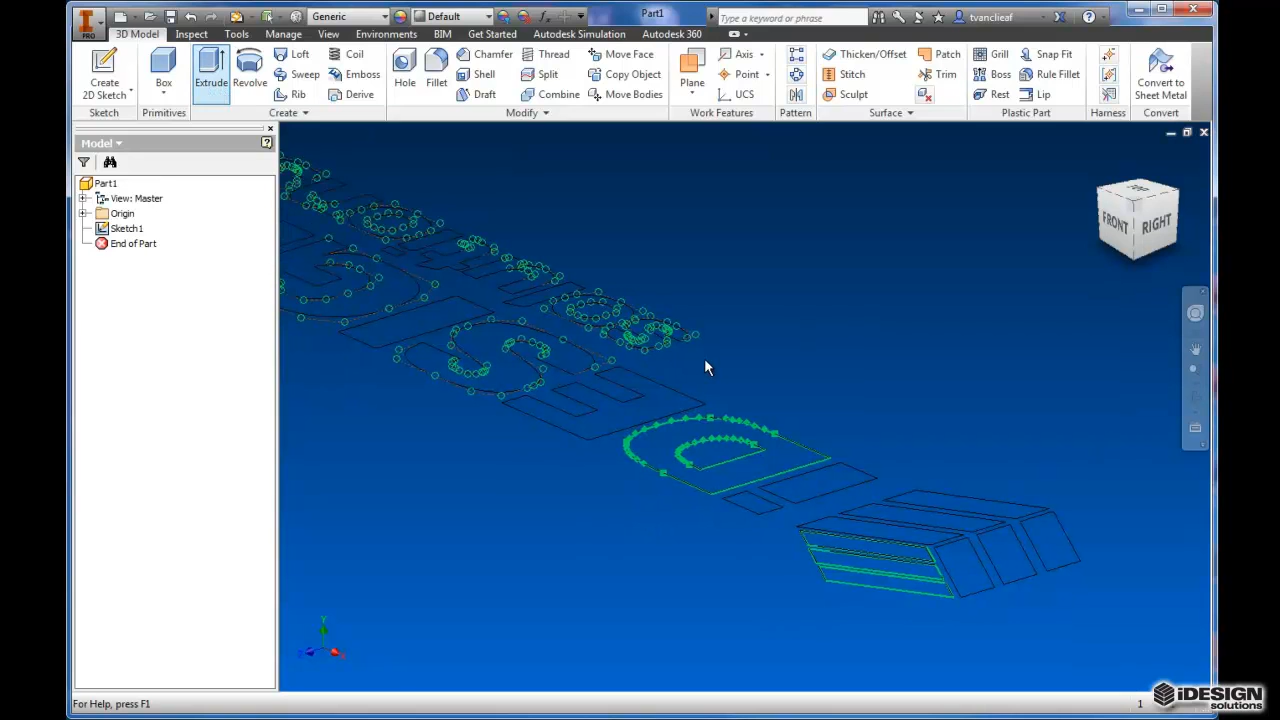 Generic
Default
Part1
Type a keyword or phrase
tvanclieaf
PRO
3D Model Inspect Tools Manage View Environments BIM Get Started Autodesk Simulation Autodesk 360
Create 2D Sketch
Box
Extrude
Revolve
Loft
Sweep
Rib
Coil
Emboss
Derive
Hole
Fillet
Chamfer
Shell
Draft
Thread
Split
Combine
Move Face
Copy Object
Move Bodies
Plane
Axis
Point
UCS
Thicken/Offset
Stitch
Sculpt
Patch
Trim
Grill
Boss
Rest
Snap Fit
Rule Fillet
Lip
Convert to Sheet Metal
Sketch Primitives Create Modify Work Features Pattern Surface Plastic Part Harness Convert
Model
Part1
View: Master
Origin
Sketch1
End of Part
TOP
FRONT
RIGHT
Y
For Help, press F1
1
iDESIGN
solutions